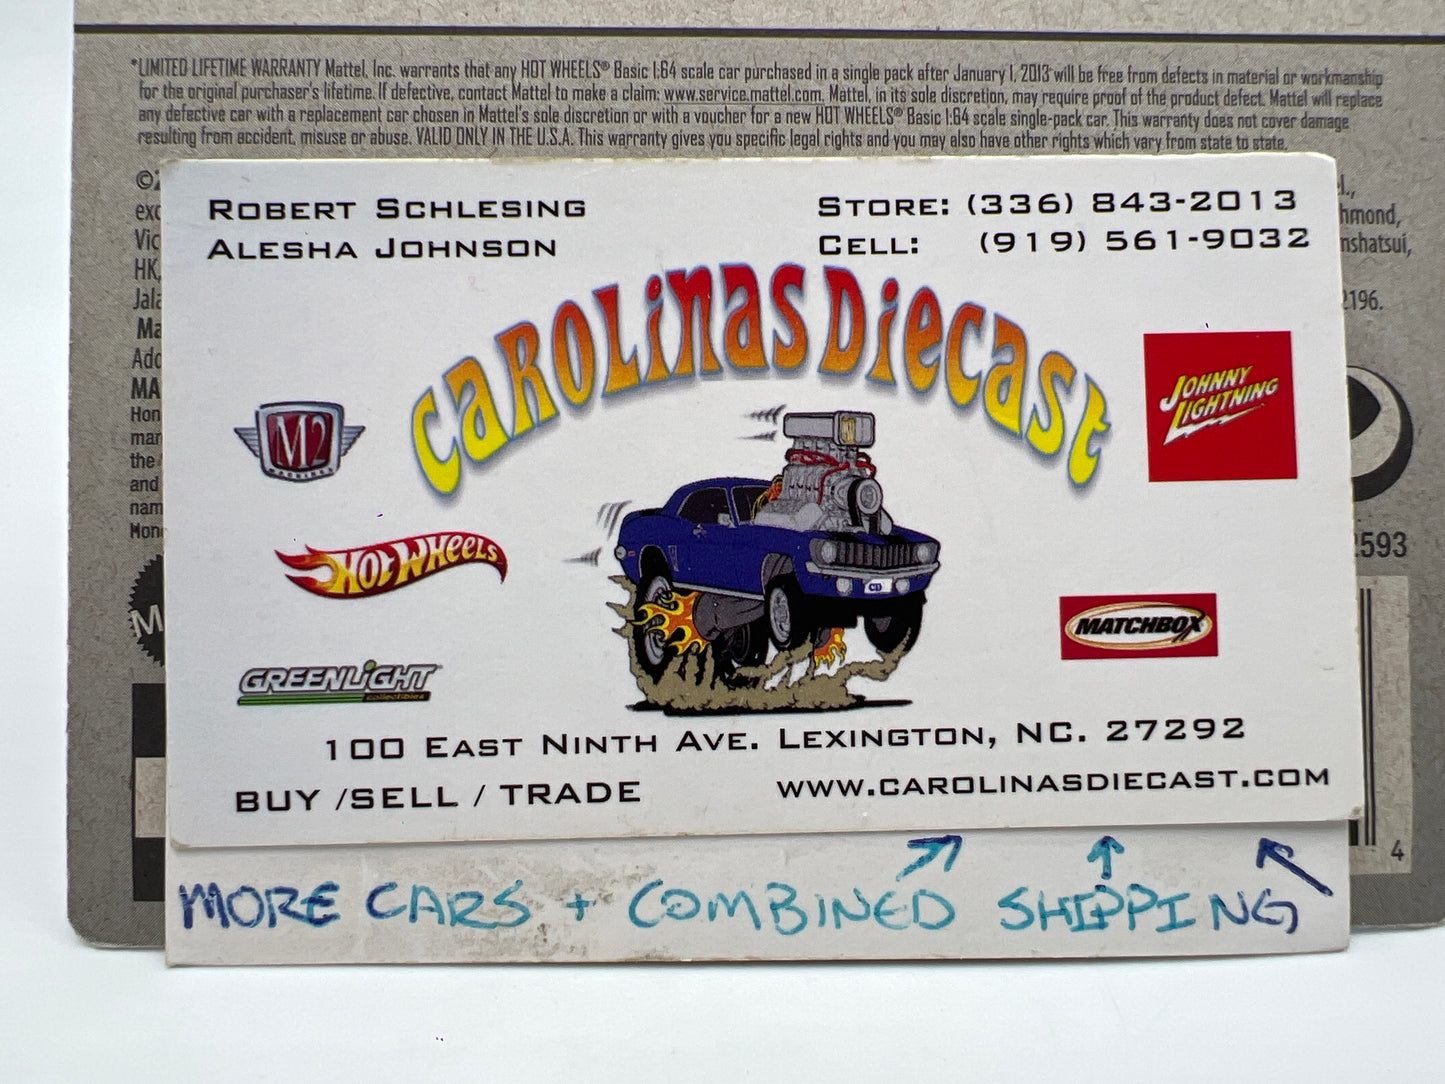 *LIMITED LIFETIME WARRANTY Mattel, Inc. warrants that any HOT WHEELS® Basic 1:64 scale car purchased in a single pack after January 1, 2013 will be free from defects in material or workmanship
for the original purchaser's lifetime. If defective, contact Mattel to make a claim: www.service.mattel.com. Mattel, in its sole discretion, may require proof of the product defect. Mattel will replace
any defective car with a replacement car chosen in Mattel's sole discretion or with a voucher for a new HOT WHEELS® Basic 1:64 scale single-pack car. This warranty does not cover damage
resulting from accident, misuse or abuse. VALID ONLY IN THE U.S.A. This warranty gives you specific legal rights and you may also have other rights which vary from state to state.
ROBERT SCHLESING
ALESHA JOHNSON
STORE: (336) 843-2013
CELL: (919) 561-9032
CAROLINAS DIECAST
M2
MACHINES
JOHNNY
LIGHTNING
HOT WHEELS
MATCHBOX
GREENLIGHT
collectibles
100 EAST NINTH AVE. LEXINGTON, NC. 27292
BUY /SELL / TRADE
WWW.CAROLINASDIECAST.COM
MORE CARS + COMBINED SHIPPING
2196.
2593
4